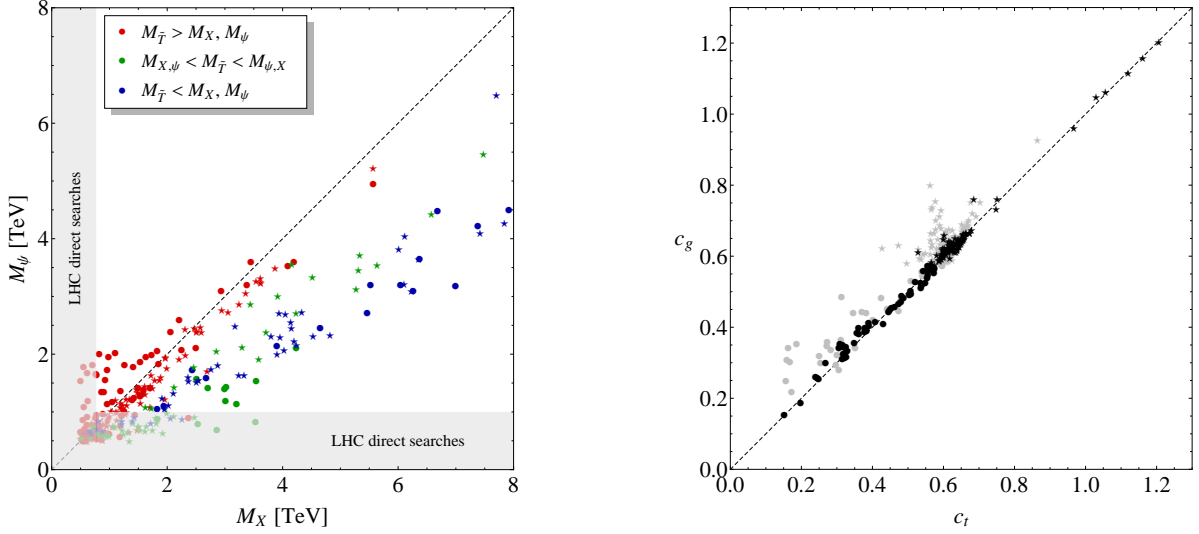 8
6
4
2
0
M_ψ [TeV]
M_T̃ > M_X, M_ψ
M_X,ψ < M_T̃ < M_ψ,X
M_T̃ < M_X, M_ψ
LHC direct searches
LHC direct searches
0 2 4 6 8
M_X [TeV]
1.2
1.0
0.8
c_g
0.6
0.4
0.2
0.0
0.0 0.2 0.4 0.6 0.8 1.0 1.2
c_t